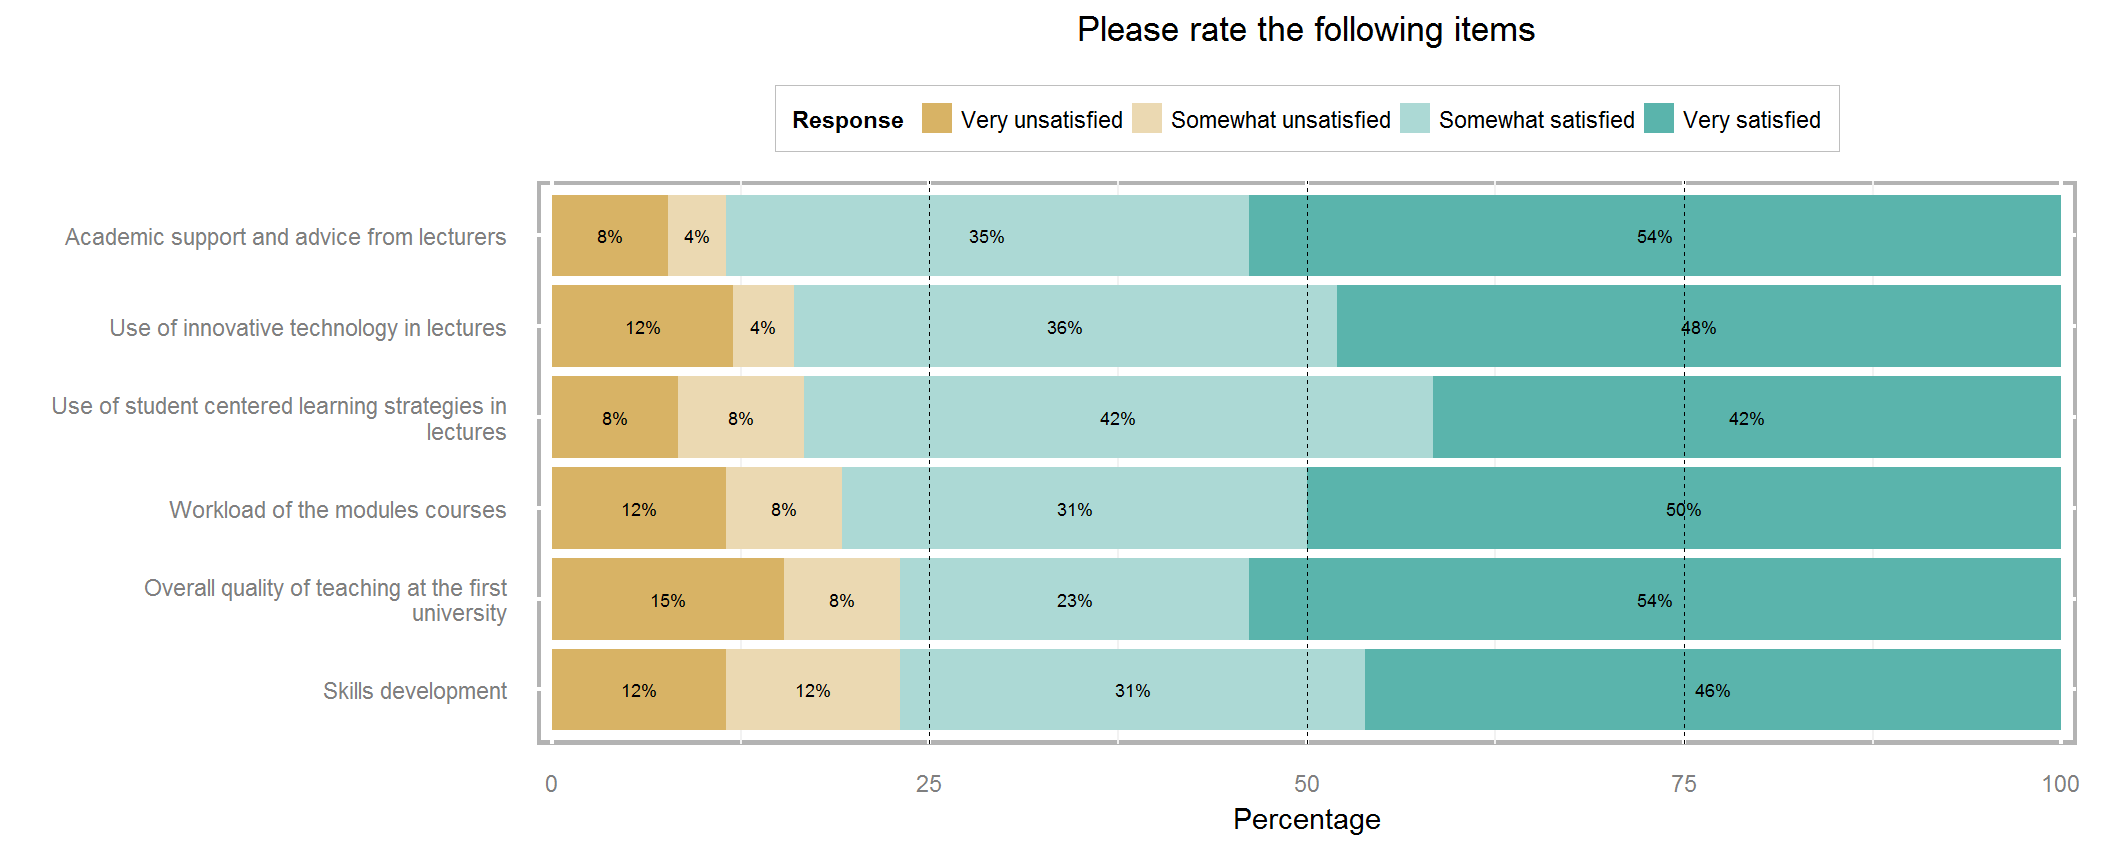 Please rate the following items
Response Very unsatisfied Somewhat unsatisfied Somewhat satisfied Very satisfied
Academic support and advice from lecturers 8% 4% 35% 54%
Use of innovative technology in lectures 12% 4% 36% 48%
Use of student centered learning strategies in
lectures
8% 8% 42% 42%
Workload of the modules courses 12% 8% 31% 50%
Overall quality of teaching at the first
university
15% 8% 23% 54%
Skills development 12% 12% 31% 46%
0 25 50 75 100
Percentage